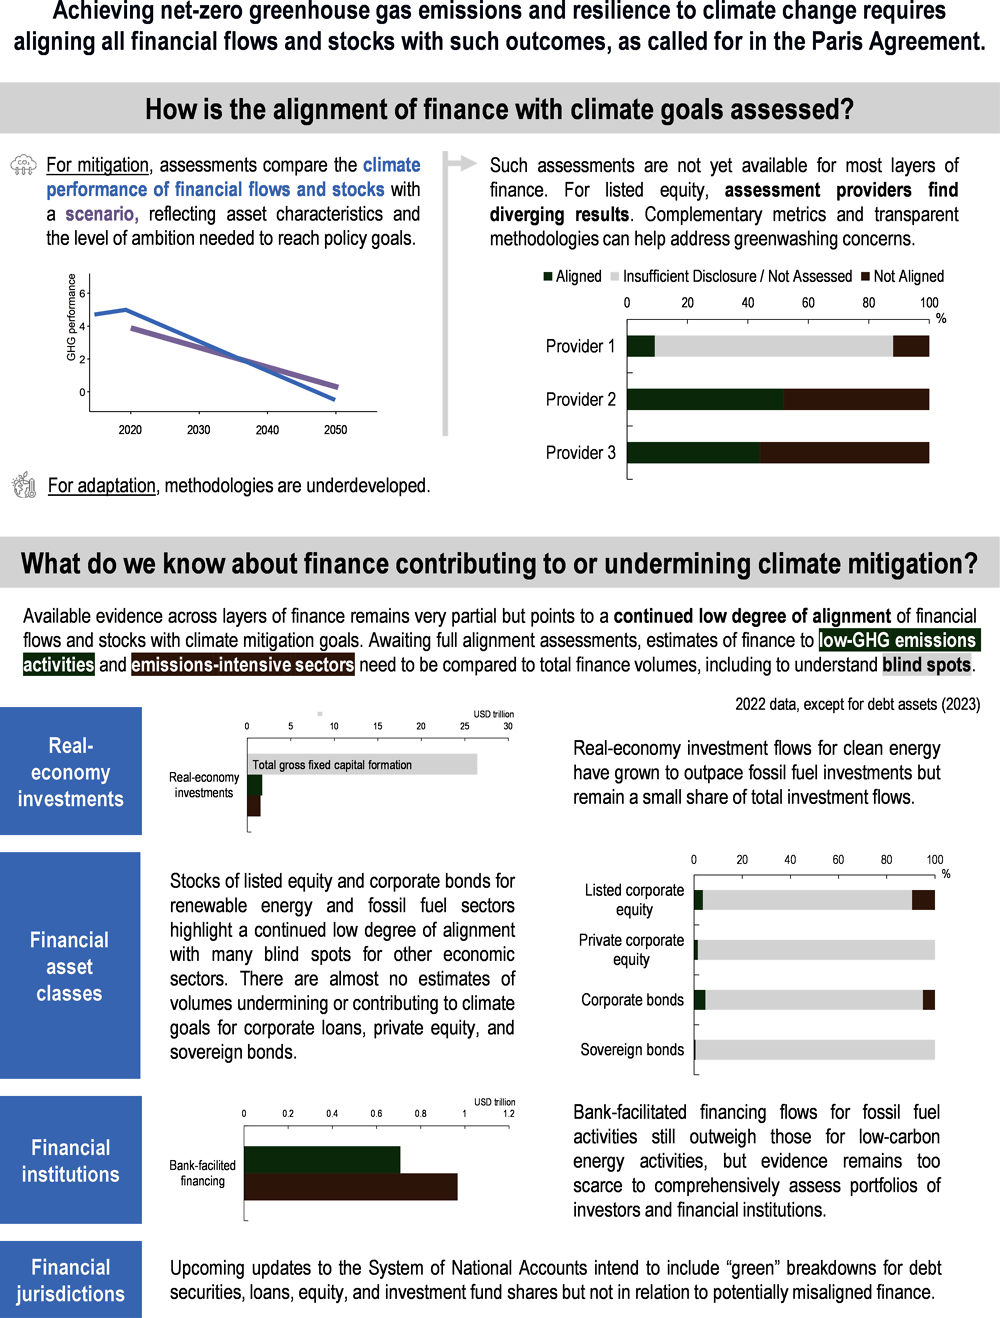 Achieving net-zero greenhouse gas emissions and resilience to climate change requires
aligning all financial flows and stocks with such outcomes, as called for in the Paris Agreement.
How is the alignment of finance with climate goals assessed?
CO₂
For mitigation, assessments compare the climate
performance of financial flows and stocks with
a scenario, reflecting asset characteristics and
the level of ambition needed to reach policy goals.
GHG performance
6
4
2
0
2020 2030 2040 2050
For adaptation, methodologies are underdeveloped.
Such assessments are not yet available for most layers of
finance. For listed equity, assessment providers find
diverging results. Complementary metrics and transparent
methodologies can help address greenwashing concerns.
Aligned Insufficient Disclosure / Not Assessed Not Aligned
0 20 40 60 80 100
%
Provider 1
Provider 2
Provider 3
What do we know about finance contributing to or undermining climate mitigation?
Available evidence across layers of finance remains very partial but points to a continued low degree of alignment of financial
flows and stocks with climate mitigation goals. Awaiting full alignment assessments, estimates of finance to low-GHG emissions
activities and emissions-intensive sectors need to be compared to total finance volumes, including to understand blind spots.
2022 data, except for debt assets (2023)
Real-
economy
investments
USD trillion
0 5 10 15 20 25 30
Total gross fixed capital formation
Real-economy
investments
Real-economy investment flows for clean energy
have grown to outpace fossil fuel investments but
remain a small share of total investment flows.
Financial
asset
classes
Stocks of listed equity and corporate bonds for
renewable energy and fossil fuel sectors
highlight a continued low degree of alignment
with many blind spots for other economic
sectors. There are almost no estimates of
volumes undermining or contributing to climate
goals for corporate loans, private equity, and
sovereign bonds.
0 20 40 60 80 100
%
Listed corporate
equity
Private corporate
equity
Corporate bonds
Sovereign bonds
Financial
institutions
USD trillion
0 0.2 0.4 0.6 0.8 1 1.2
Bank-facilited
financing
Bank-facilitated financing flows for fossil fuel
activities still outweigh those for low-carbon
energy activities, but evidence remains too
scarce to comprehensively assess portfolios of
investors and financial institutions.
Financial
jurisdictions
Upcoming updates to the System of National Accounts intend to include “green” breakdowns for debt
securities, loans, equity, and investment fund shares but not in relation to potentially misaligned finance.